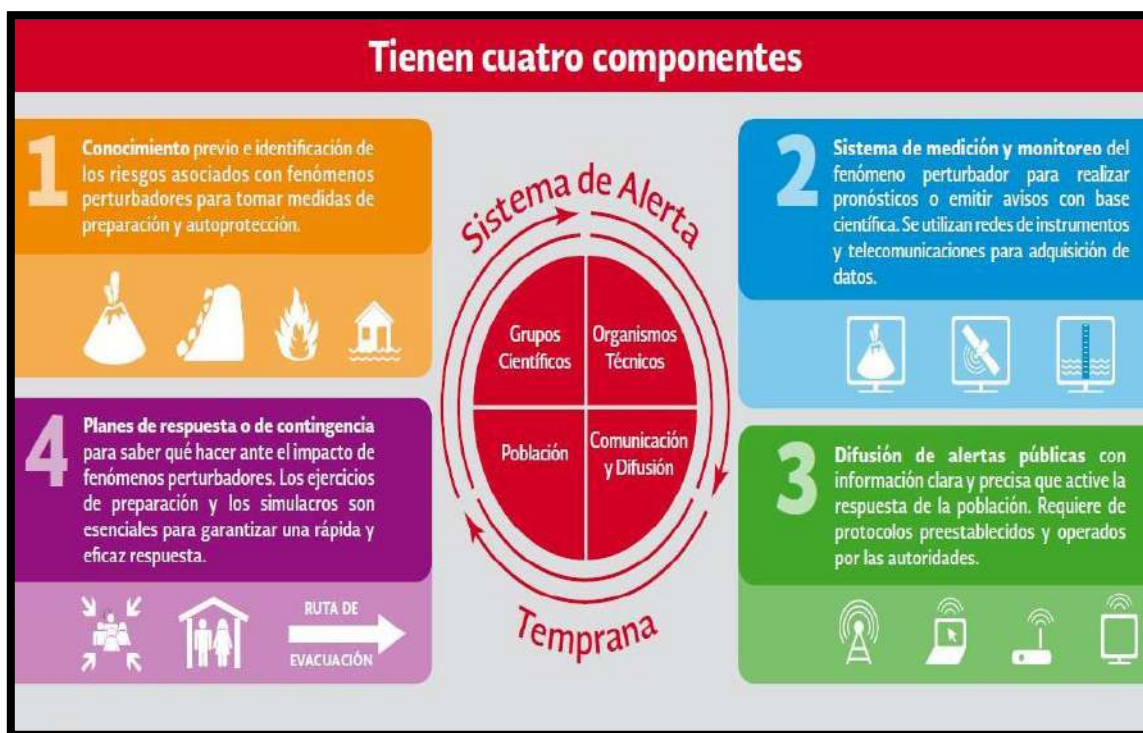 Tienen cuatro componentes
1
Conocimiento previo e identificación de
los riesgos asociados con fenómenos
perturbadores para tomar medidas de
preparación y autoprotección.
2
Sistema de medición y monitoreo del
fenómeno perturbador para realizar
pronósticos o emitir avisos con base
científica. Se utilizan redes de instrumentos
y telecomunicaciones para adquisición de
datos.
Sistema de Alerta
Grupos
Científicos
Organismos
Técnicos
Población
Comunicación
y Difusión
Temprana
3
Difusión de alertas públicas con
información clara y precisa que active la
respuesta de la población. Requiere de
protocolos preestablecidos y operados
por las autoridades.
4
Planes de respuesta o de contingencia
para saber qué hacer ante el impacto de
fenómenos perturbadores. Los ejercicios
de preparación y los simulacros son
esenciales para garantizar una rápida y
eficaz respuesta.
RUTA DE
EVACUACIÓN